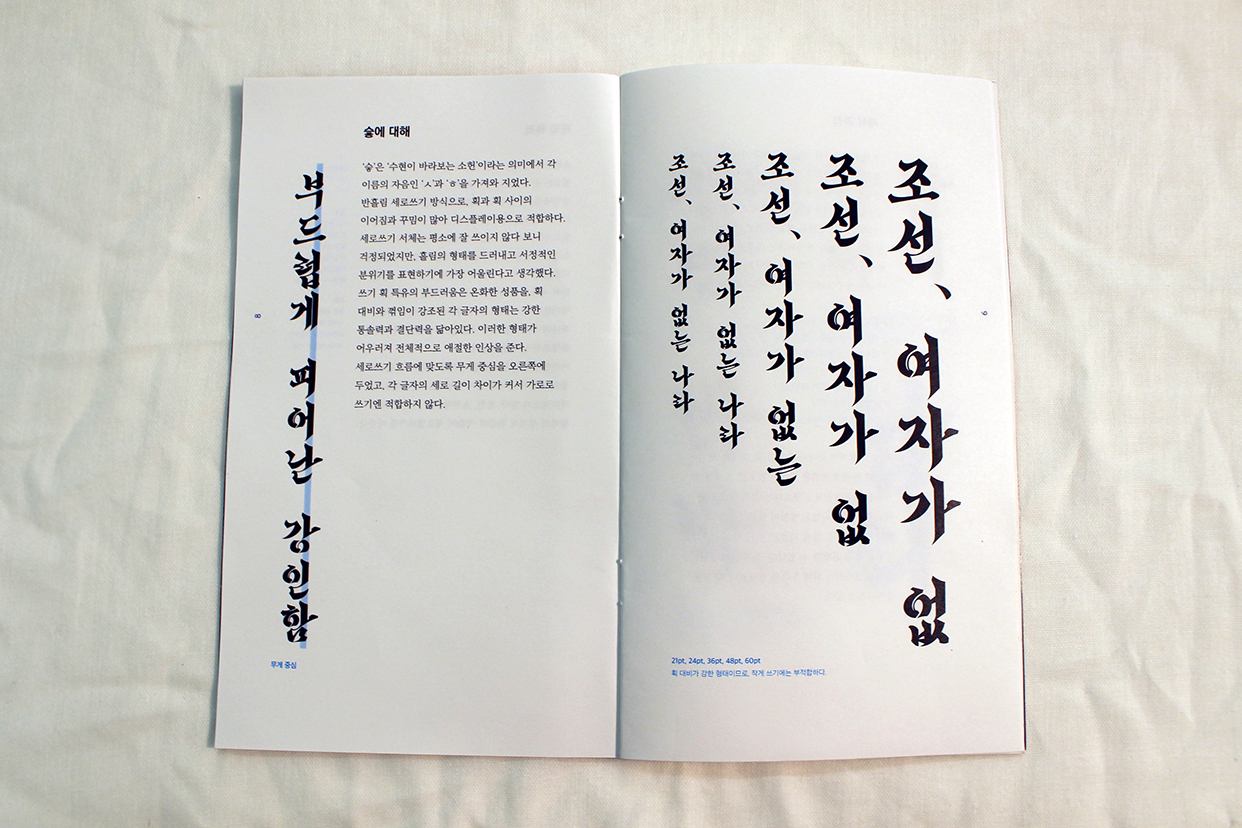 숳에 대해
부드럽게 피어난 강인함
'숳'은 '수현이 바라보는 소헌'이라는 의미에서 각
이름의 자음인 'ㅅ'과 'ㅎ'을 가져와 지었다.
반흘림 세로쓰기 방식으로, 획과 획 사이의
이어짐과 꾸밈이 많아 디스플레이용으로 적합하다.
세로쓰기 서체는 평소에 잘 쓰이지 않다 보니
걱정되었지만, 흘림의 형태를 드러내고 서정적인
분위기를 표현하기에 가장 어울린다고 생각했다.
쓰기 획 특유의 부드러움은 온화한 성품을, 획
대비와 꺾임이 강조된 각 글자의 형태는 강한
통솔력과 결단력을 닮아있다. 이러한 형태가
어우러져 전체적으로 애절한 인상을 준다.
세로쓰기 흐름에 맞도록 무게 중심을 오른쪽에
두었고, 각 글자의 세로 길이 차이가 커서 가로로
쓰기엔 적합하지 않다.
무게 중심
8
조선, 여자가 없는 나라
조선, 여자가 없는 나라
조선, 여자가 없는
조선, 여자가 없
조선, 여자가 없
21pt, 24pt, 36pt, 48pt, 60pt
획 대비가 강한 형태이므로, 작게 쓰기에는 부적합하다.
9